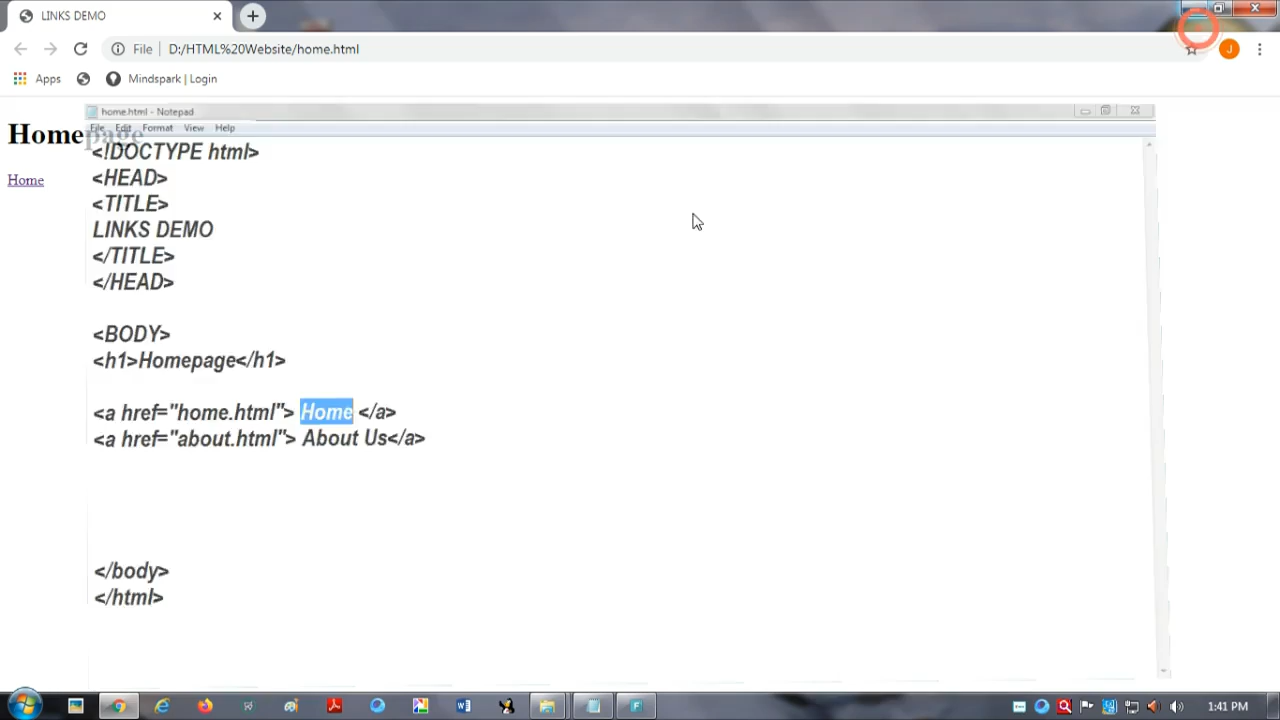 LINKS DEMO
File D:/HTML%20Website/home.html
J
Apps Mindspark | Login
home.html - Notepad
File Edit Format View Help
Homepage
Home
<!DOCTYPE html>
<HEAD>
<TITLE>
LINKS DEMO
</TITLE>
</HEAD>
<BODY>
<h1>Homepage</h1>
<a href="home.html"> Home </a>
<a href="about.html"> About Us</a>
</body>
</html>
1:41 PM